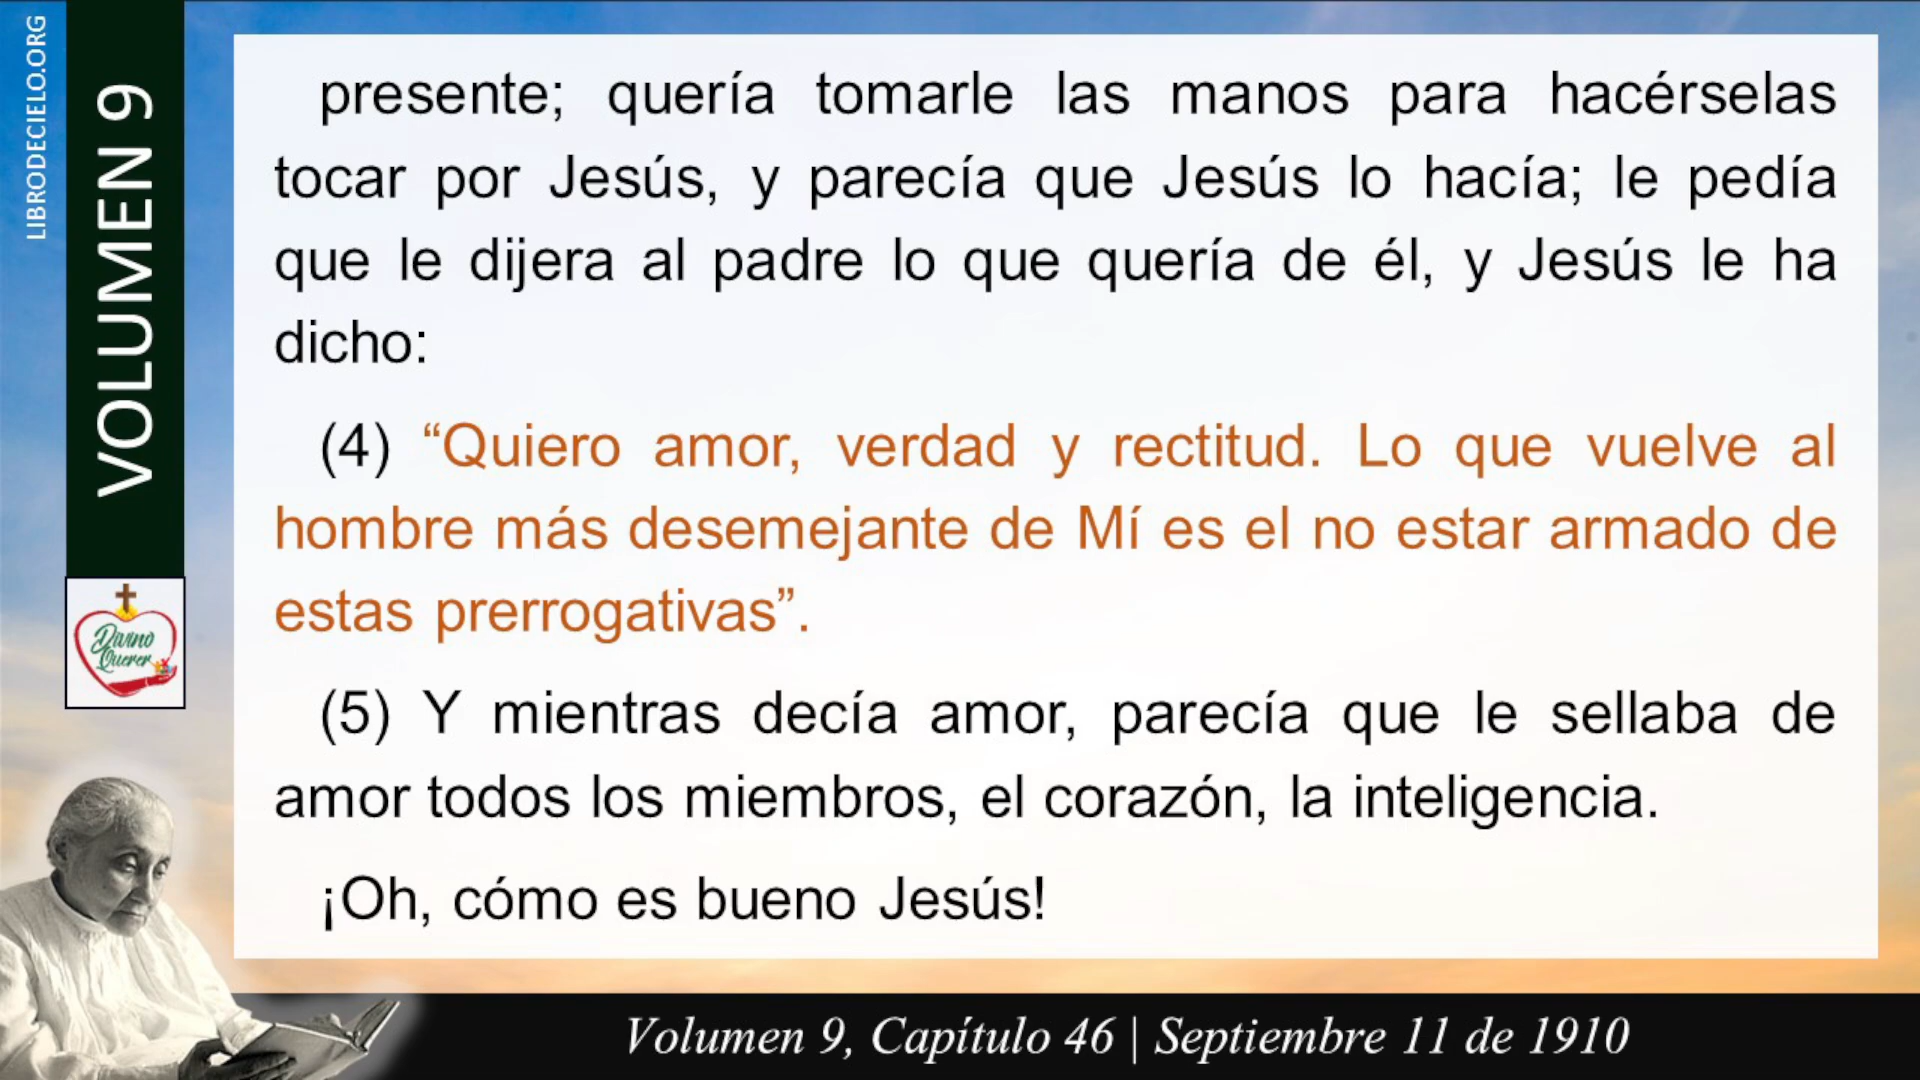 LIBRODECIELO.ORG
VOLUMEN 9
Divino
Querer
presente; quería tomarle las manos para hacérselas
tocar por Jesús, y parecía que Jesús lo hacía; le pedía
que le dijera al padre lo que quería de él, y Jesús le ha
dicho:
(4) “Quiero amor, verdad y rectitud. Lo que vuelve al
hombre más desemejante de Mí es el no estar armado de
estas prerrogativas”.
(5) Y mientras decía amor, parecía que le sellaba de
amor todos los miembros, el corazón, la inteligencia.
¡Oh, cómo es bueno Jesús!
Volumen 9, Capítulo 46 | Septiembre 11 de 1910